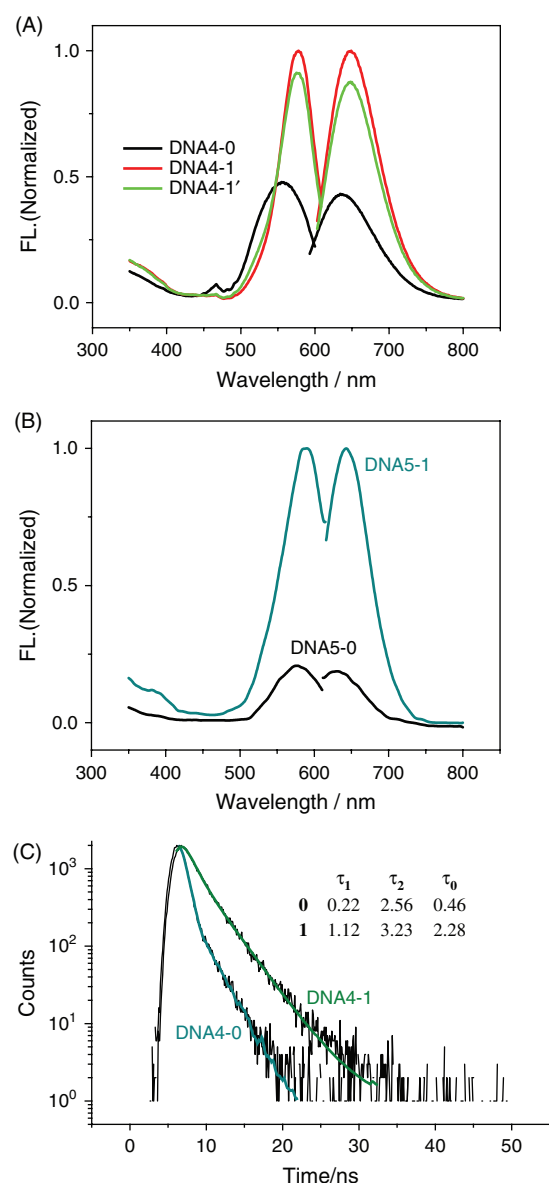 (A)
FL.(Normalized)
1.0
0.5
0.0
DNA4-0
DNA4-1
DNA4-1′
300 400 500 600 700 800
Wavelength / nm
(B)
FL.(Normalized)
1.0
0.5
0.0
DNA5-1
DNA5-0
300 400 500 600 700 800
Wavelength / nm
(C)
Counts
10³
10²
10¹
10⁰
τ₁ τ₂ τ₀
0 0.22 2.56 0.46
1 1.12 3.23 2.28
DNA4-1
DNA4-0
0 10 20 30 40 50
Time/ns